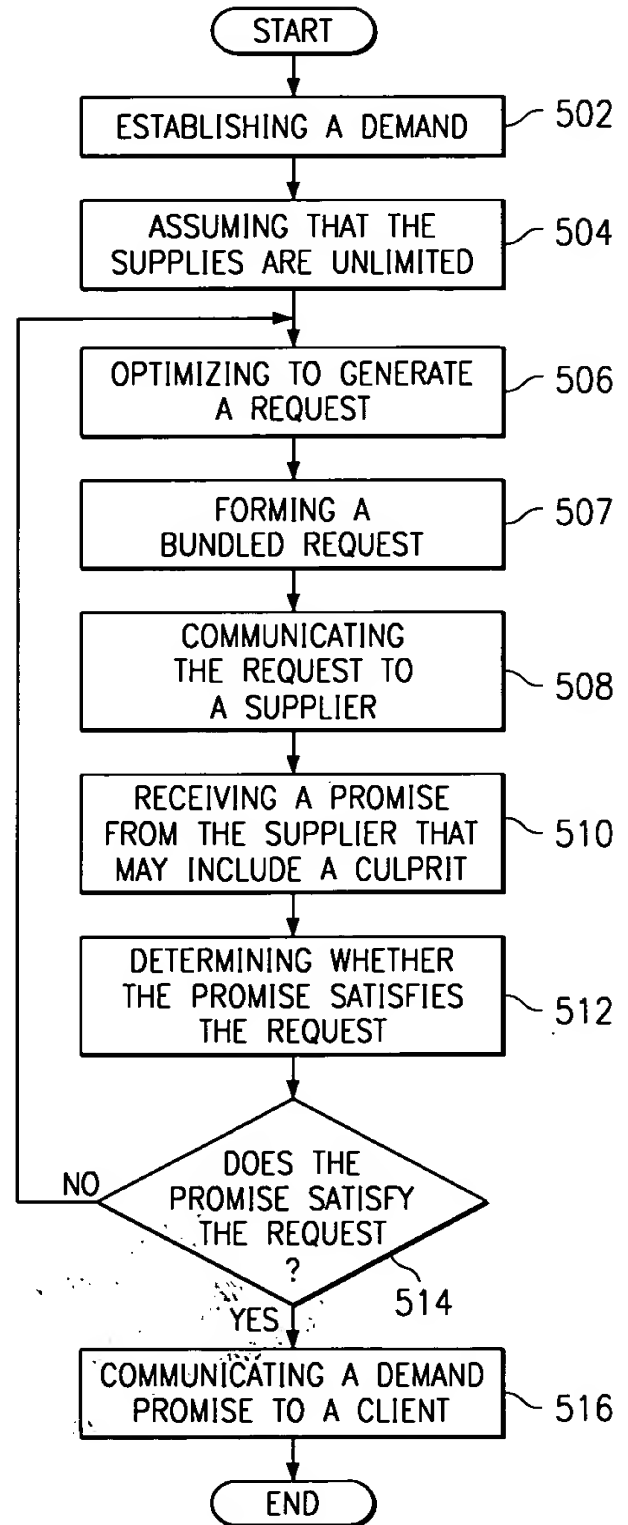 START
ESTABLISHING A DEMAND
502
ASSUMING THAT THE
SUPPLIES ARE UNLIMITED
504
OPTIMIZING TO GENERATE
A REQUEST
506
FORMING A
BUNDLED REQUEST
507
COMMUNICATING
THE REQUEST TO
A SUPPLIER
508
RECEIVING A PROMISE
FROM THE SUPPLIER THAT
MAY INCLUDE A CULPRIT
510
DETERMINING WHETHER
THE PROMISE SATISFIES
THE REQUEST
512
NO
DOES THE
PROMISE SATISFY
THE REQUEST
?
514
YES
COMMUNICATING A DEMAND
PROMISE TO A CLIENT
516
END